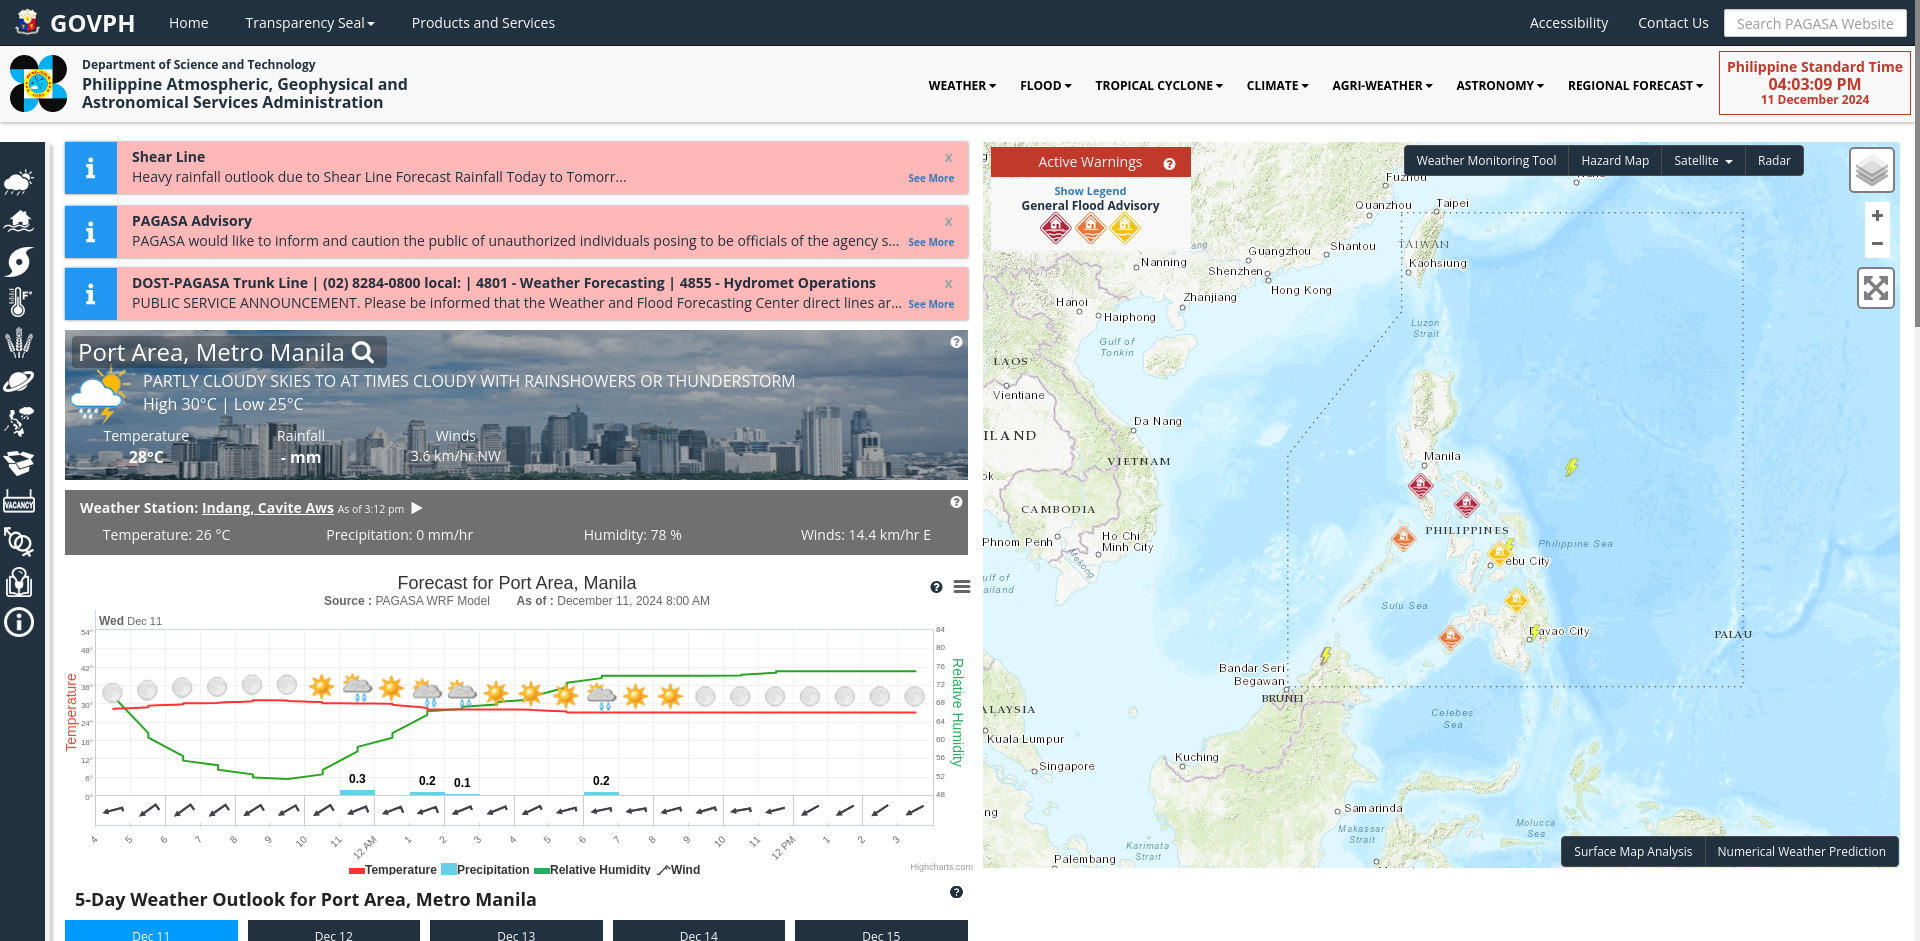 GOVPH
Home
Transparency Seal
Products and Services
Accessibility
Contact Us
Search PAGASA Website
Department of Science and Technology
Philippine Atmospheric, Geophysical and
Astronomical Services Administration
WEATHER
FLOOD
TROPICAL CYCLONE
CLIMATE
AGRI-WEATHER
ASTRONOMY
REGIONAL FORECAST
Philippine Standard Time
04:03:09 PM
11 December 2024
VACANCY
Shear Line
x
Heavy rainfall outlook due to Shear Line Forecast Rainfall Today to Tomorr...
See More
PAGASA Advisory
x
PAGASA would like to inform and caution the public of unauthorized individuals posing to be officials of the agency s...
See More
DOST-PAGASA Trunk Line | (02) 8284-0800 local: | 4801 - Weather Forecasting | 4855 - Hydromet Operations
x
PUBLIC SERVICE ANNOUNCEMENT. Please be informed that the Weather and Flood Forecasting Center direct lines ar...
See More
Port Area, Metro Manila
PARTLY CLOUDY SKIES TO AT TIMES CLOUDY WITH RAINSHOWERS OR THUNDERSTORM
High 30°C | Low 25°C
Temperature
Rainfall
Winds
28°C
- mm
3.6 km/hr NW
Weather Station: Indang, Cavite Aws As of 3:12 pm
Temperature: 26 °C
Precipitation: 0 mm/hr
Humidity: 78 %
Winds: 14.4 km/hr E
Forecast for Port Area, Manila
Source : PAGASA WRF Model
As of : December 11, 2024 8:00 AM
Wed Dec 11
Temperature
54°
48°
42°
36°
30°
24°
18°
12°
6°
0°
84
80
76
72
68
64
60
56
52
48
Relative Humidity
0.3
0.2
0.1
0.2
4
5
6
7
8
9
10
11
12 AM
1
2
3
4
5
6
7
8
9
10
11
12 PM
1
2
3
Temperature
Precipitation
Relative Humidity
Wind
Highcharts.com
5-Day Weather Outlook for Port Area, Metro Manila
Dec 11
Dec 12
Dec 13
Dec 14
Dec 15
Active Warnings
Show Legend
General Flood Advisory
Weather Monitoring Tool
Hazard Map
Satellite
Radar
+
−
Fuzhou
Quanzhou
Taipei
TAIWAN
Guangzhou
Shantou
Kaohsiung
Nanning
Shenzhen
Hong Kong
Hanoi
Zhanjiang
Haiphong
Luzon
Strait
Gulf of
Tonkin
LAOS
Vientiane
Da Nang
ILAND
VIETNAM
Manila
ok
CAMBODIA
PHILIPPINES
Phnom Penh
Ho Chi
Minh City
Philippine Sea
Mekong
ebu City
ulf of
ailand
Sulu Sea
Davao City
PALAU
Bandar Seri
Begawan
BRUNEI
ALAYSIA
Celebes
Sea
Kuala Lumpur
Kuching
Singapore
Samarinda
ng
Makassar
Strait
Molucca
Sea
Karimata
Strait
Palembang
Surface Map Analysis
Numerical Weather Prediction